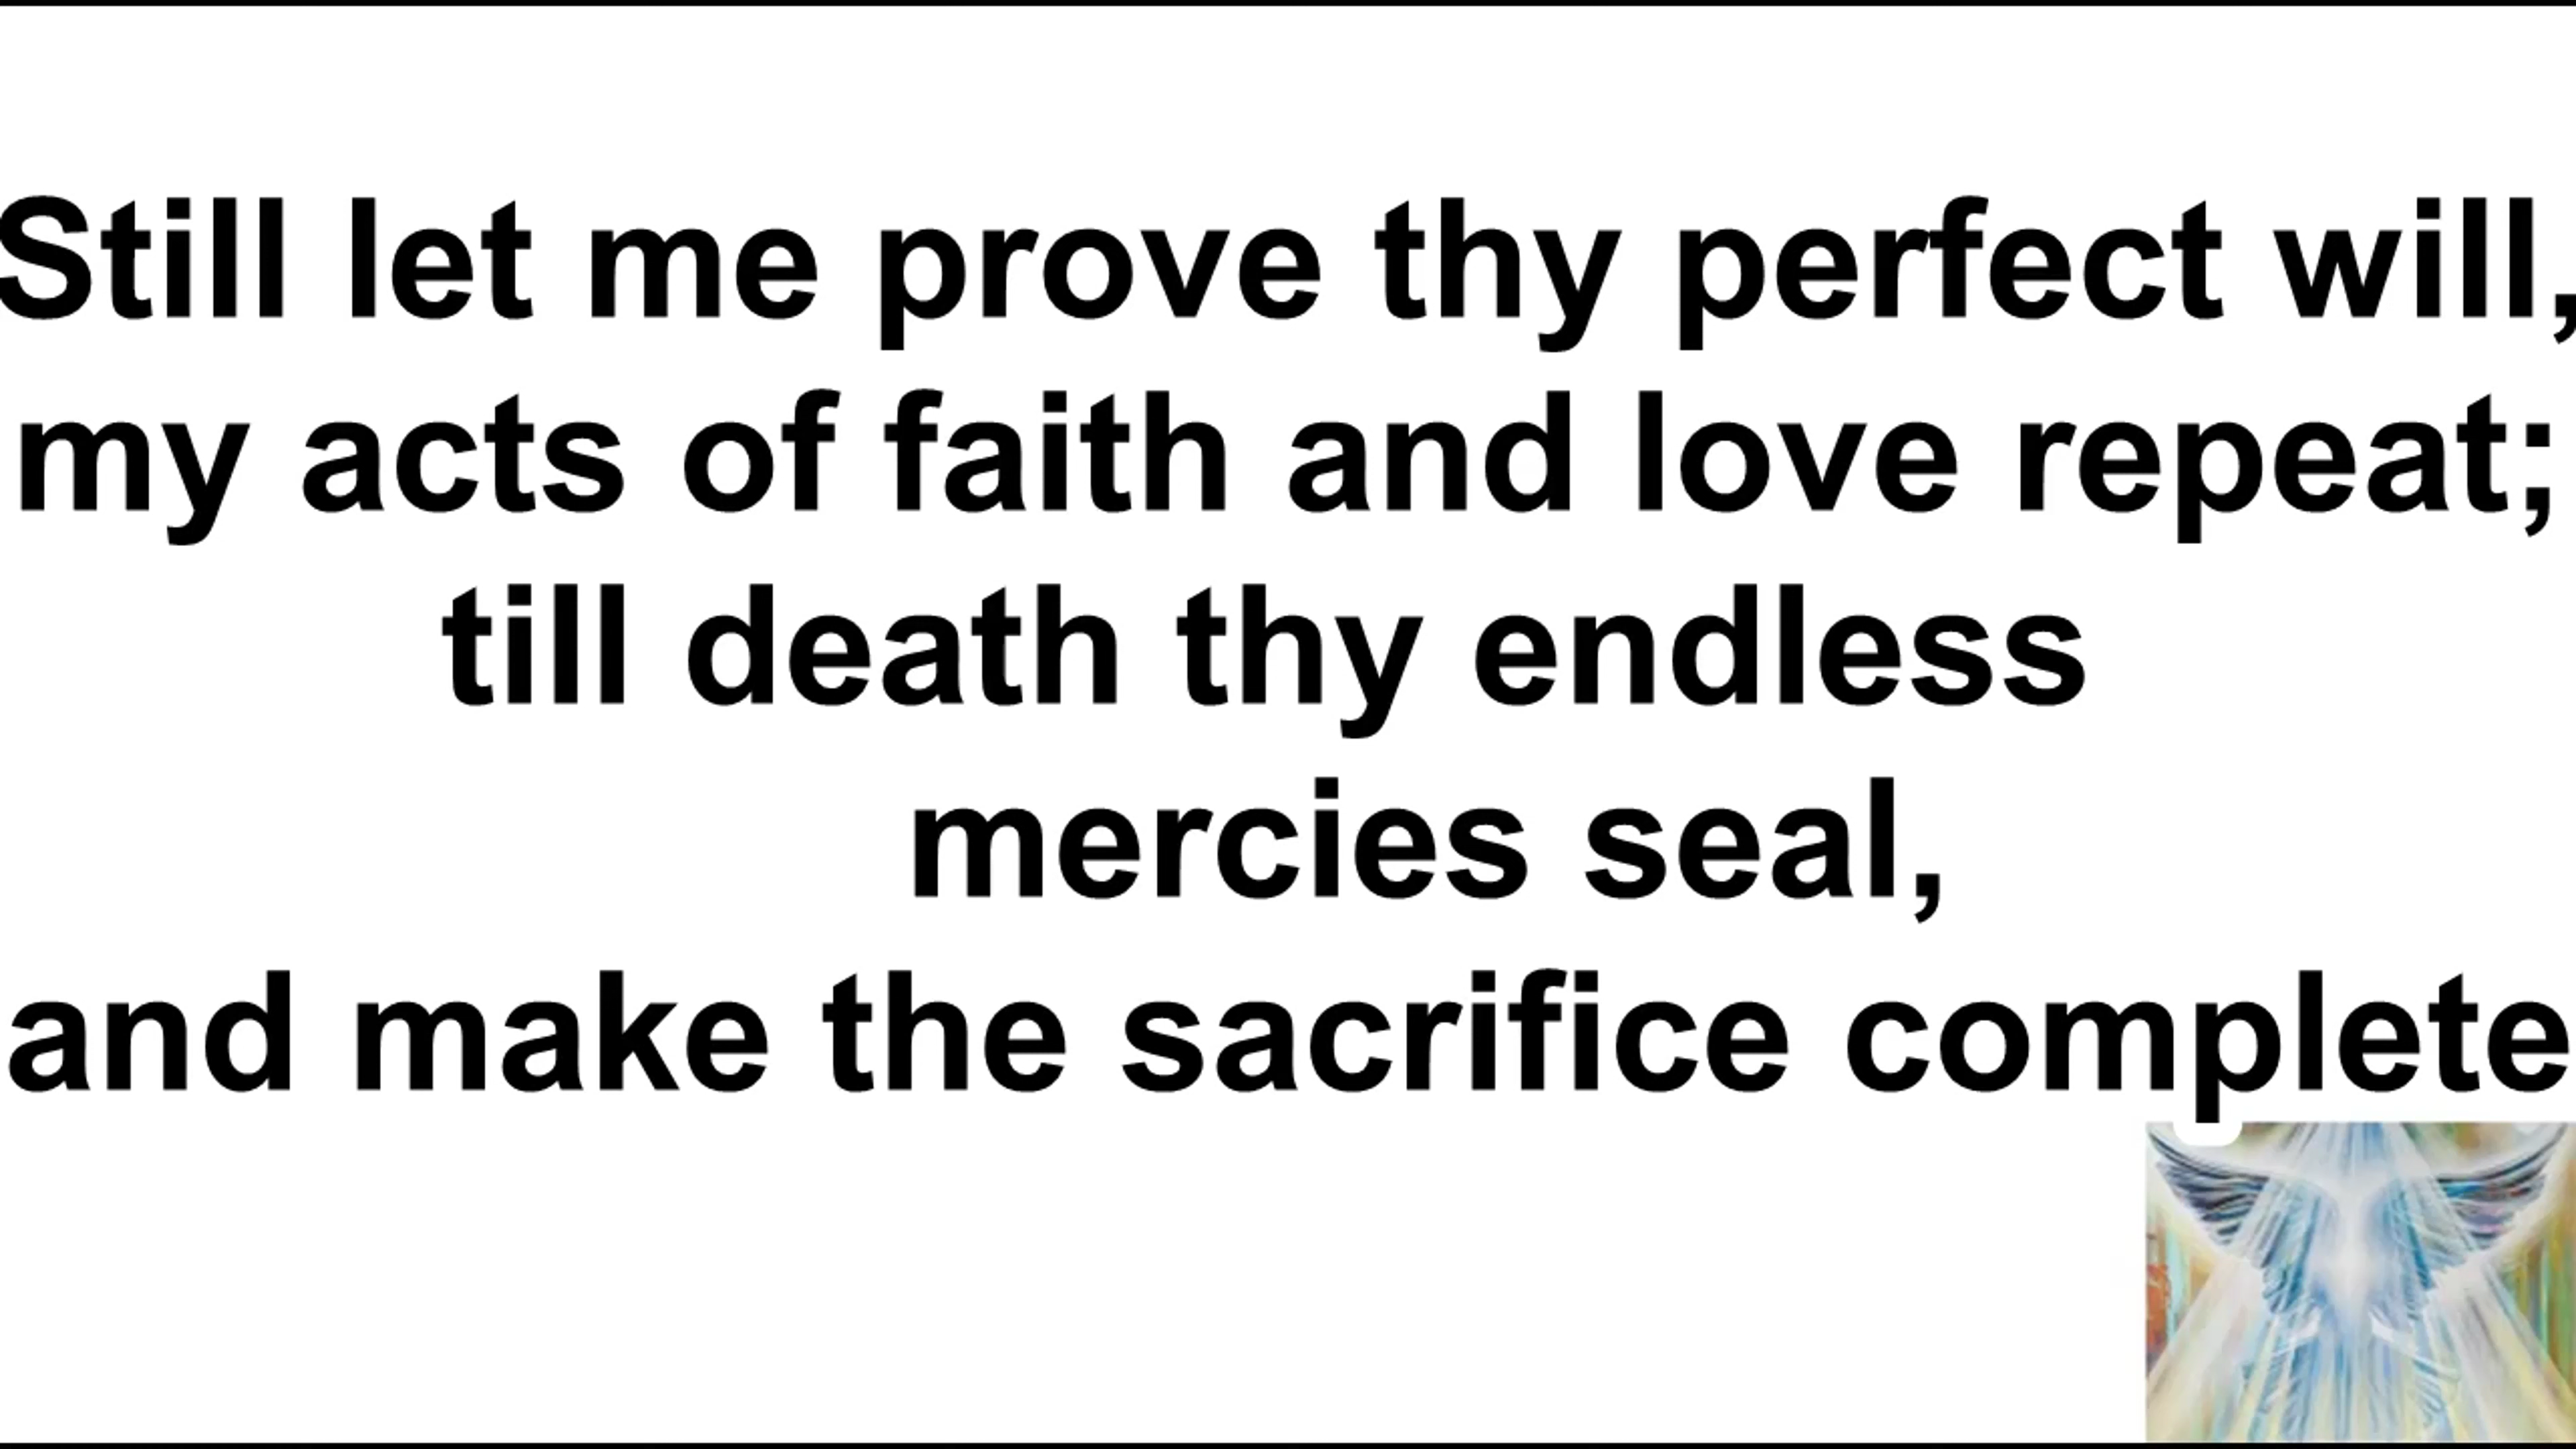 Still let me prove thy perfect will,
my acts of faith and love repeat;
till death thy endless
mercies seal,
and make the sacrifice complete